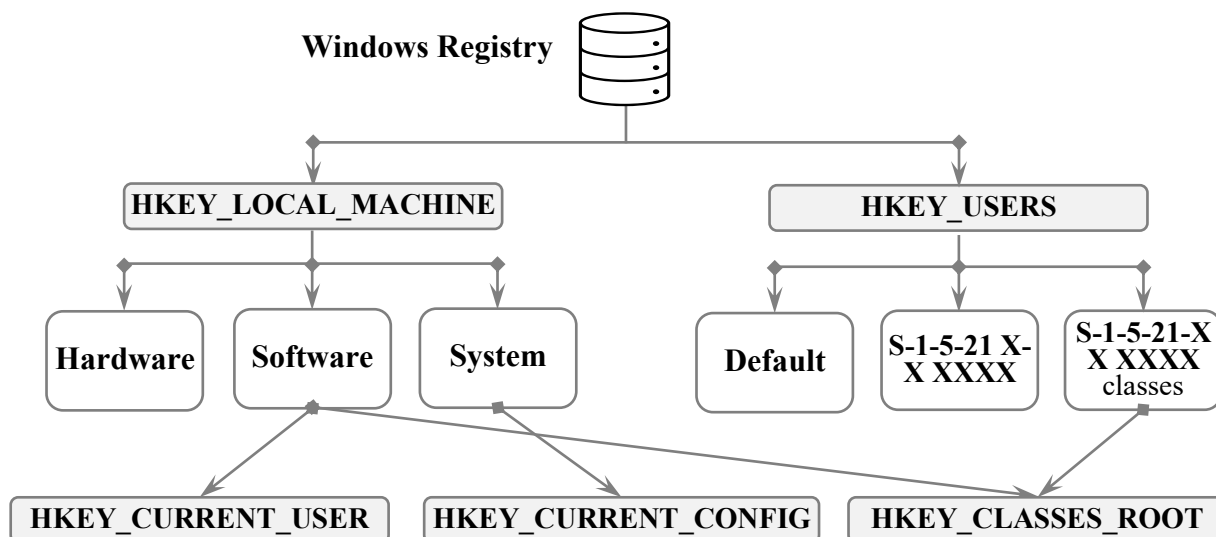 Windows Registry
HKEY_LOCAL_MACHINE
HKEY_USERS
Hardware
Software
System
Default
S-1-5-21 X-
X XXXX
S-1-5-21-X
X XXXX
classes
HKEY_CURRENT_USER
HKEY_CURRENT_CONFIG
HKEY_CLASSES_ROOT